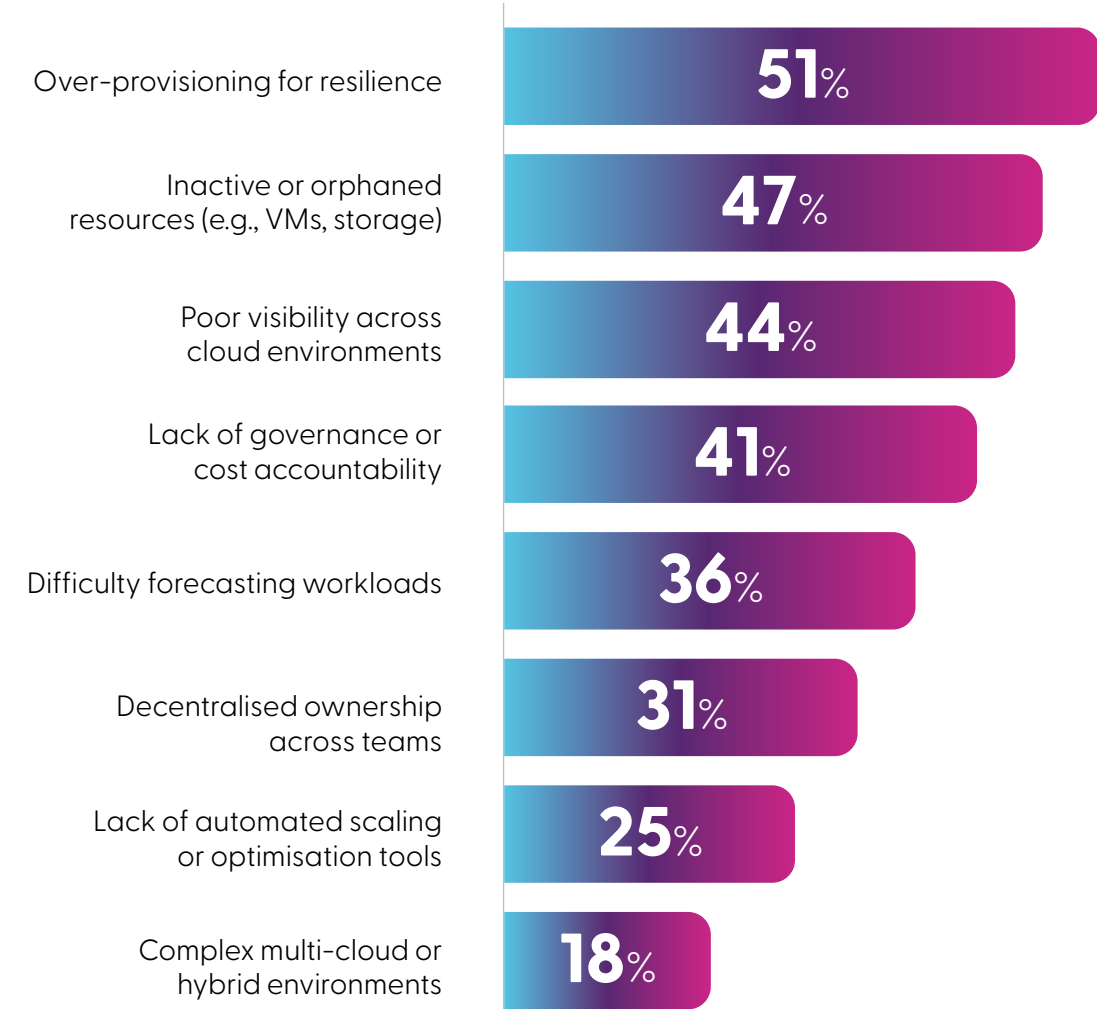 Over-provisioning for resilience
51%
Inactive or orphaned
resources (e.g., VMs, storage)
47%
Poor visibility across
cloud environments
44%
Lack of governance or
cost accountability
41%
Difficulty forecasting workloads
36%
Decentralised ownership
across teams
31%
Lack of automated scaling
or optimisation tools
25%
Complex multi-cloud or
hybrid environments
18%